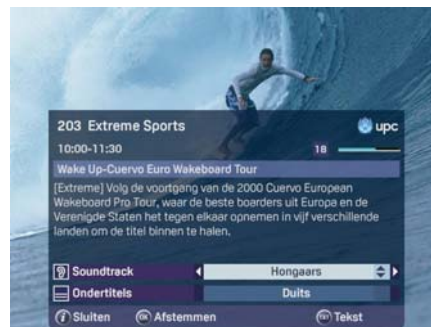 203 Extreme Sports
upc
10:00-11:30
18
Wake Up-Cuervo Euro Wakeboard Tour
[Extreme] Volg de voortgang van de 2000 Cuervo European
Wakeboard Pro Tour, waar de beste boarders uit Europa en de
Verenigde Staten het tegen elkaar opnemen in vijf verschillende
landen om de titel binnen te halen.
Soundtrack
Hongaars
Ondertitels
Duits
i Sluiten
OK Afstemmen
TXT Tekst